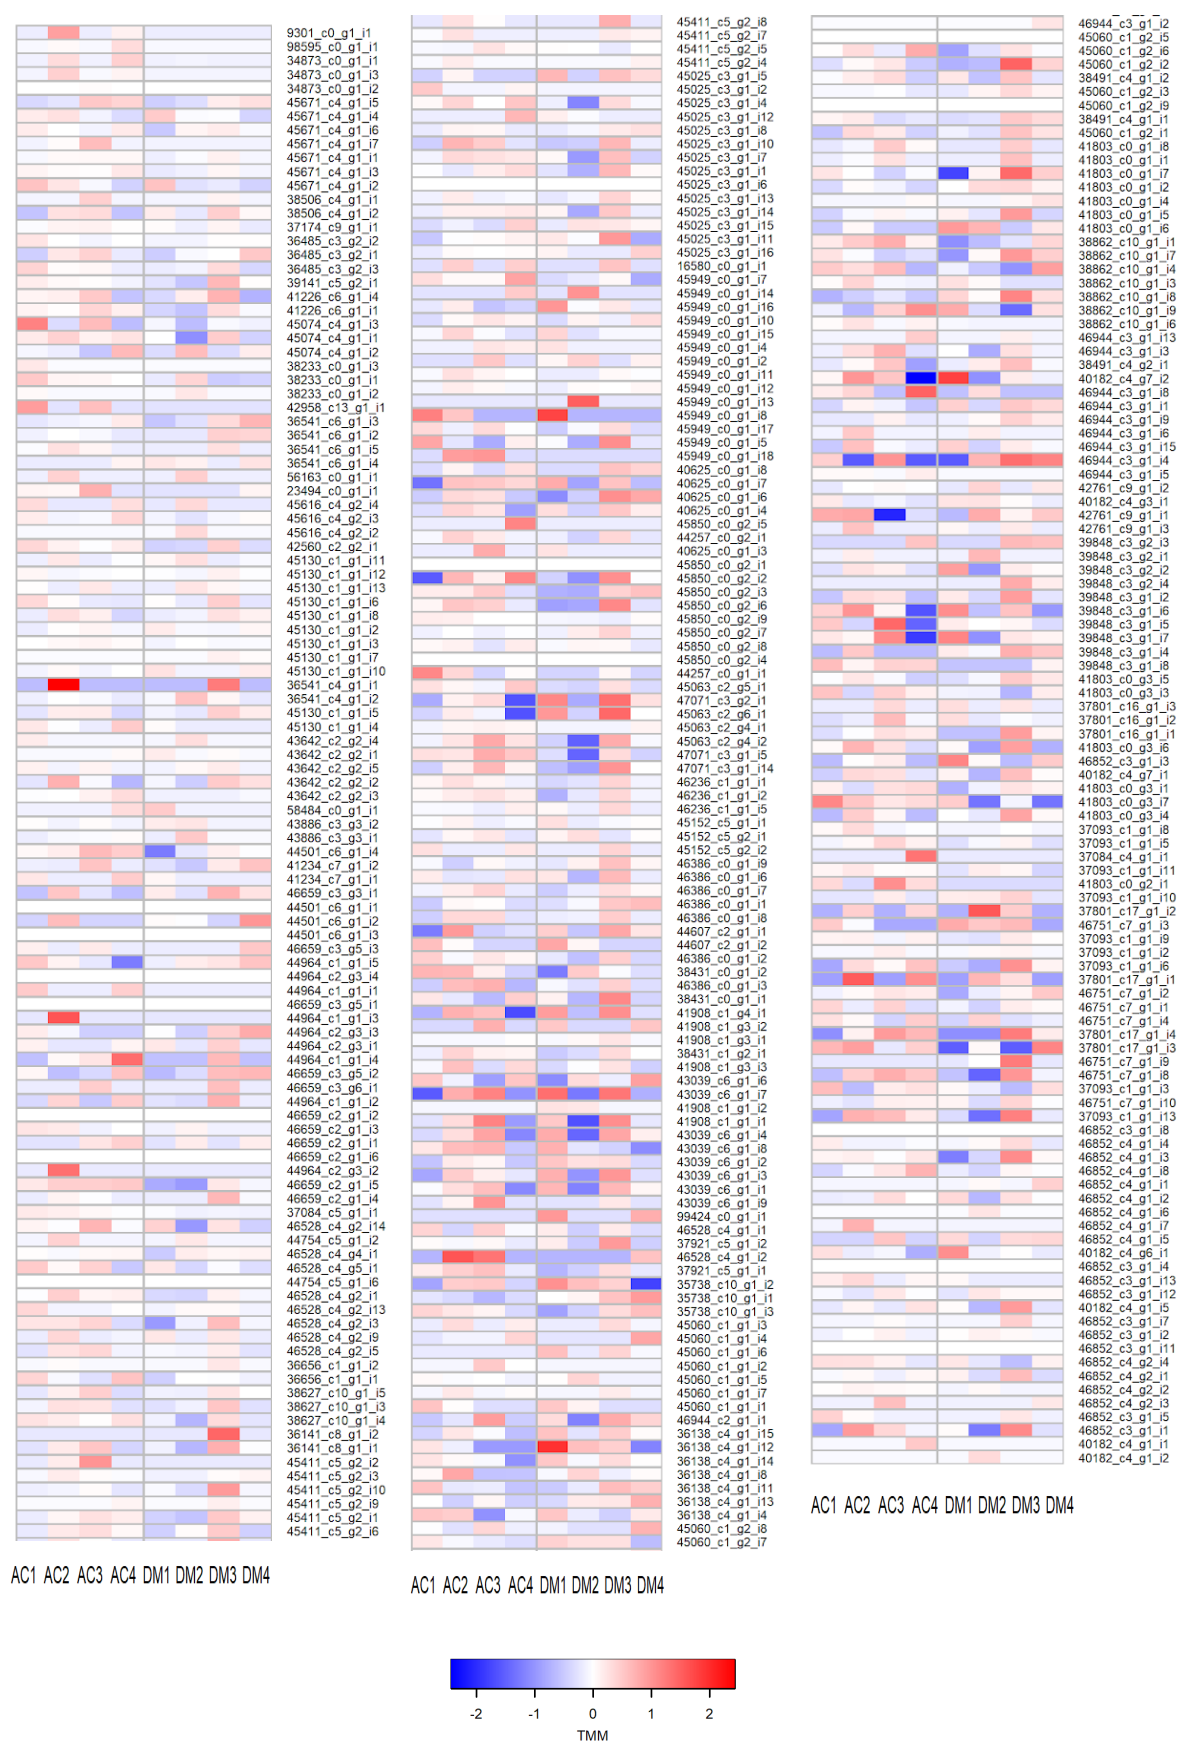 9301_c0_g1_i1
98595_c0_g1_i1
34873_c0_g1_i1
34873_c0_g1_i3
34873_c0_g1_i2
45671_c4_g1_i5
45671_c4_g1_i4
45671_c4_g1_i6
45671_c4_g1_i7
45671_c4_g1_i1
45671_c4_g1_i3
45671_c4_g1_i2
38506_c4_g1_i1
38506_c4_g1_i2
37174_c9_g1_i1
36485_c3_g2_i2
36485_c3_g2_i1
36485_c3_g2_i3
39141_c5_g2_i1
41226_c6_g1_i4
41226_c6_g1_i1
45074_c4_g1_i3
45074_c4_g1_i1
45074_c4_g1_i2
38233_c0_g1_i3
38233_c0_g1_i1
38233_c0_g1_i2
42958_c13_g1_i1
36541_c6_g1_i3
36541_c6_g1_i2
36541_c6_g1_i5
36541_c6_g1_i4
56163_c0_g1_i1
23494_c0_g1_i1
45616_c4_g2_i4
45616_c4_g2_i3
45616_c4_g2_i2
42560_c2_g2_i1
45130_c1_g1_i11
45130_c1_g1_i12
45130_c1_g1_i13
45130_c1_g1_i6
45130_c1_g1_i8
45130_c1_g1_i2
45130_c1_g1_i3
45130_c1_g1_i7
45130_c1_g1_i10
36541_c4_g1_i1
36541_c4_g1_i2
45130_c1_g1_i5
45130_c1_g1_i4
43642_c2_g2_i4
43642_c2_g2_i1
43642_c2_g2_i5
43642_c2_g2_i2
43642_c2_g2_i3
58484_c0_g1_i1
43886_c3_g3_i2
43886_c3_g3_i1
44501_c6_g1_i4
41234_c7_g1_i2
41234_c7_g1_i1
46659_c3_g3_i1
44501_c6_g1_i1
44501_c6_g1_i2
44501_c6_g1_i3
46659_c3_g5_i3
44964_c1_g1_i5
44964_c2_g3_i4
44964_c1_g1_i1
46659_c3_g5_i1
44964_c1_g1_i3
44964_c2_g3_i3
44964_c2_g3_i1
44964_c1_g1_i4
46659_c3_g5_i2
46659_c3_g6_i1
44964_c1_g1_i2
46659_c2_g1_i2
46659_c2_g1_i3
46659_c2_g1_i1
46659_c2_g1_i6
44964_c2_g3_i2
46659_c2_g1_i5
46659_c2_g1_i4
37084_c5_g1_i1
46528_c4_g2_i14
44754_c5_g1_i2
46528_c4_g4_i1
46528_c4_g5_i1
44754_c5_g1_i6
46528_c4_g2_i1
46528_c4_g2_i13
46528_c4_g2_i3
46528_c4_g2_i9
46528_c4_g2_i5
36656_c1_g1_i2
36656_c1_g1_i1
38627_c10_g1_i5
38627_c10_g1_i3
38627_c10_g1_i4
36141_c8_g1_i2
36141_c8_g1_i1
45411_c5_g2_i2
45411_c5_g2_i3
45411_c5_g2_i10
45411_c5_g2_i9
45411_c5_g2_i1
45411_c5_g2_i6
AC1 AC2 AC3 AC4 DM1 DM2 DM3 DM4
45411_c5_g2_i8
45411_c5_g2_i7
45411_c5_g2_i5
45411_c5_g2_i4
45025_c3_g1_i5
45025_c3_g1_i2
45025_c3_g1_i4
45025_c3_g1_i12
45025_c3_g1_i8
45025_c3_g1_i10
45025_c3_g1_i7
45025_c3_g1_i1
45025_c3_g1_i6
45025_c3_g1_i13
45025_c3_g1_i14
45025_c3_g1_i15
45025_c3_g1_i11
45025_c3_g1_i16
16580_c0_g1_i1
45949_c0_g1_i7
45949_c0_g1_i14
45949_c0_g1_i16
45949_c0_g1_i10
45949_c0_g1_i15
45949_c0_g1_i4
45949_c0_g1_i2
45949_c0_g1_i11
45949_c0_g1_i12
45949_c0_g1_i13
45949_c0_g1_i8
45949_c0_g1_i17
45949_c0_g1_i5
45949_c0_g1_i18
40625_c0_g1_i8
40625_c0_g1_i7
40625_c0_g1_i6
40625_c0_g1_i4
45850_c0_g2_i5
44257_c0_g2_i1
40625_c0_g1_i3
45850_c0_g2_i1
45850_c0_g2_i2
45850_c0_g2_i3
45850_c0_g2_i6
45850_c0_g2_i9
45850_c0_g2_i7
45850_c0_g2_i8
45850_c0_g2_i4
44257_c0_g1_i1
45063_c2_g5_i1
47071_c3_g2_i1
45063_c2_g6_i1
45063_c2_g4_i1
45063_c2_g4_i2
47071_c3_g1_i5
47071_c3_g1_i14
46236_c1_g1_i1
46236_c1_g1_i2
46236_c1_g1_i5
45152_c5_g1_i1
45152_c5_g2_i1
45152_c5_g2_i2
46386_c0_g1_i9
46386_c0_g1_i6
46386_c0_g1_i7
46386_c0_g1_i1
46386_c0_g1_i8
44607_c2_g1_i1
44607_c2_g1_i2
46386_c0_g1_i2
38431_c0_g1_i2
46386_c0_g1_i3
38431_c0_g1_i1
41908_c1_g4_i1
41908_c1_g3_i2
41908_c1_g3_i1
38431_c1_g2_i1
41908_c1_g3_i3
43039_c6_g1_i6
43039_c6_g1_i7
41908_c1_g1_i2
41908_c1_g1_i1
43039_c6_g1_i4
43039_c6_g1_i8
43039_c6_g1_i2
43039_c6_g1_i3
43039_c6_g1_i1
43039_c6_g1_i9
99424_c0_g1_i1
46528_c4_g1_i1
37921_c5_g1_i2
46528_c4_g1_i2
37921_c5_g1_i1
35738_c10_g1_i2
35738_c10_g1_i1
35738_c10_g1_i3
45060_c1_g1_i3
45060_c1_g1_i4
45060_c1_g1_i6
45060_c1_g1_i2
45060_c1_g1_i5
45060_c1_g1_i7
45060_c1_g1_i1
46944_c2_g1_i1
36138_c4_g1_i15
36138_c4_g1_i12
36138_c4_g1_i14
36138_c4_g1_i8
36138_c4_g1_i11
36138_c4_g1_i13
36138_c4_g1_i4
45060_c1_g2_i8
45060_c1_g2_i7
AC1 AC2 AC3 AC4 DM1 DM2 DM3 DM4
46944_c3_g1_i2
45060_c1_g2_i5
45060_c1_g2_i6
45060_c1_g2_i2
38491_c4_g1_i2
45060_c1_g2_i3
45060_c1_g2_i9
38491_c4_g1_i1
45060_c1_g2_i1
41803_c0_g1_i8
41803_c0_g1_i1
41803_c0_g1_i7
41803_c0_g1_i2
41803_c0_g1_i4
41803_c0_g1_i5
41803_c0_g1_i6
38862_c10_g1_i1
38862_c10_g1_i7
38862_c10_g1_i4
38862_c10_g1_i3
38862_c10_g1_i8
38862_c10_g1_i9
38862_c10_g1_i6
46944_c3_g1_i13
46944_c3_g1_i3
38491_c4_g2_i1
40182_c4_g7_i2
46944_c3_g1_i8
46944_c3_g1_i1
46944_c3_g1_i9
46944_c3_g1_i6
46944_c3_g1_i15
46944_c3_g1_i4
46944_c3_g1_i5
42761_c9_g1_i2
40182_c4_g3_i1
42761_c9_g1_i1
42761_c9_g1_i3
39848_c3_g2_i3
39848_c3_g2_i1
39848_c3_g2_i2
39848_c3_g2_i4
39848_c3_g1_i2
39848_c3_g1_i6
39848_c3_g1_i5
39848_c3_g1_i7
39848_c3_g1_i4
39848_c3_g1_i8
41803_c0_g3_i5
41803_c0_g3_i3
37801_c16_g1_i3
37801_c16_g1_i2
37801_c16_g1_i1
41803_c0_g3_i6
46852_c3_g1_i3
40182_c4_g7_i1
41803_c0_g3_i1
41803_c0_g3_i7
41803_c0_g3_i4
37093_c1_g1_i8
37093_c1_g1_i5
37084_c4_g1_i1
37093_c1_g1_i11
41803_c0_g2_i1
37093_c1_g1_i10
37801_c17_g1_i2
46751_c7_g1_i3
37093_c1_g1_i9
37093_c1_g1_i2
37093_c1_g1_i6
37801_c17_g1_i1
46751_c7_g1_i2
46751_c7_g1_i1
46751_c7_g1_i4
37801_c17_g1_i4
37801_c17_g1_i3
46751_c7_g1_i9
46751_c7_g1_i8
37093_c1_g1_i3
46751_c7_g1_i10
37093_c1_g1_i13
46852_c3_g1_i8
46852_c4_g1_i4
46852_c4_g1_i3
46852_c4_g1_i8
46852_c4_g1_i1
46852_c4_g1_i2
46852_c4_g1_i6
46852_c4_g1_i7
46852_c4_g1_i5
40182_c4_g6_i1
46852_c3_g1_i4
46852_c3_g1_i13
46852_c3_g1_i12
40182_c4_g1_i5
46852_c3_g1_i7
46852_c3_g1_i2
46852_c3_g1_i11
46852_c4_g2_i4
46852_c4_g2_i1
46852_c4_g2_i2
46852_c4_g2_i3
46852_c3_g1_i5
46852_c3_g1_i1
40182_c4_g1_i1
40182_c4_g1_i2
AC1 AC2 AC3 AC4 DM1 DM2 DM3 DM4
-2 -1 0 1 2
TMM